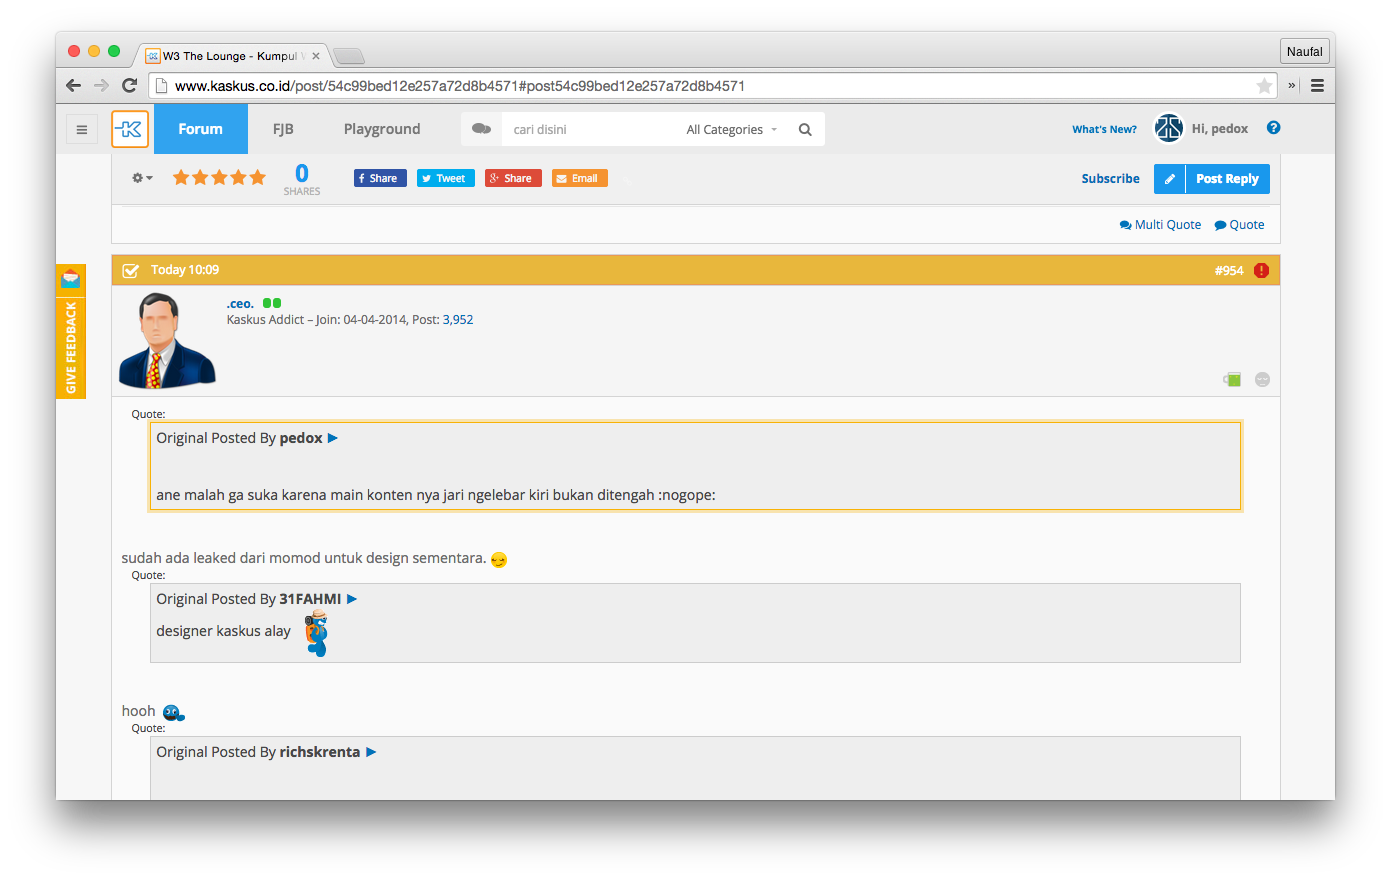 W3 The Lounge - Kumpul
Naufal
www.kaskus.co.id/post/54c99bed12e257a72d8b4571#post54c99bed12e257a72d8b4571
»
Forum
FJB
Playground
cari disini
All Categories
What's New?
Hi, pedox
?
0
SHARES
f Share
Tweet
g+ Share
Email
Subscribe
Post Reply
Multi Quote
Quote
GIVE FEEDBACK
Today 10:09
#954
.ceo.
Kaskus Addict – Join: 04-04-2014, Post: 3,952
Quote:
Original Posted By pedox
ane malah ga suka karena main konten nya jari ngelebar kiri bukan ditengah :nogope:
sudah ada leaked dari momod untuk design sementara.
Quote:
Original Posted By 31FAHMI
designer kaskus alay
hooh
Quote:
Original Posted By richskrenta